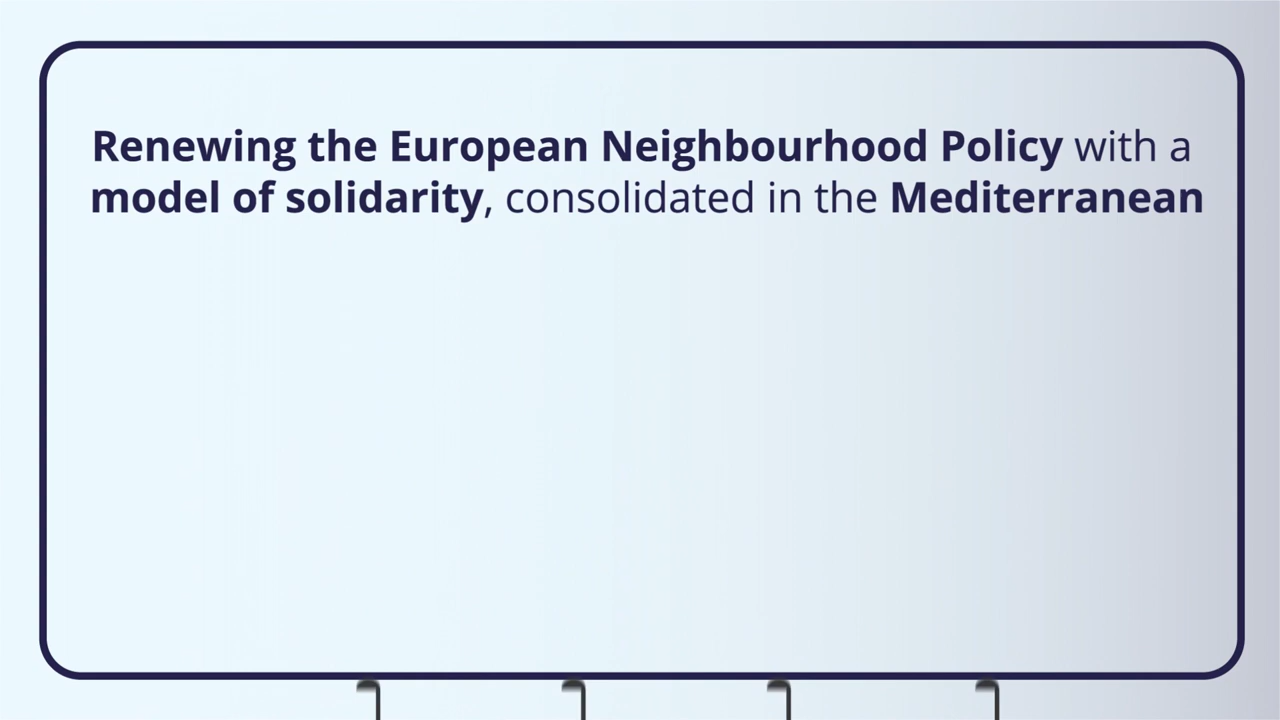 Renewing the European Neighbourhood Policy with a
model of solidarity, consolidated in the Mediterranean